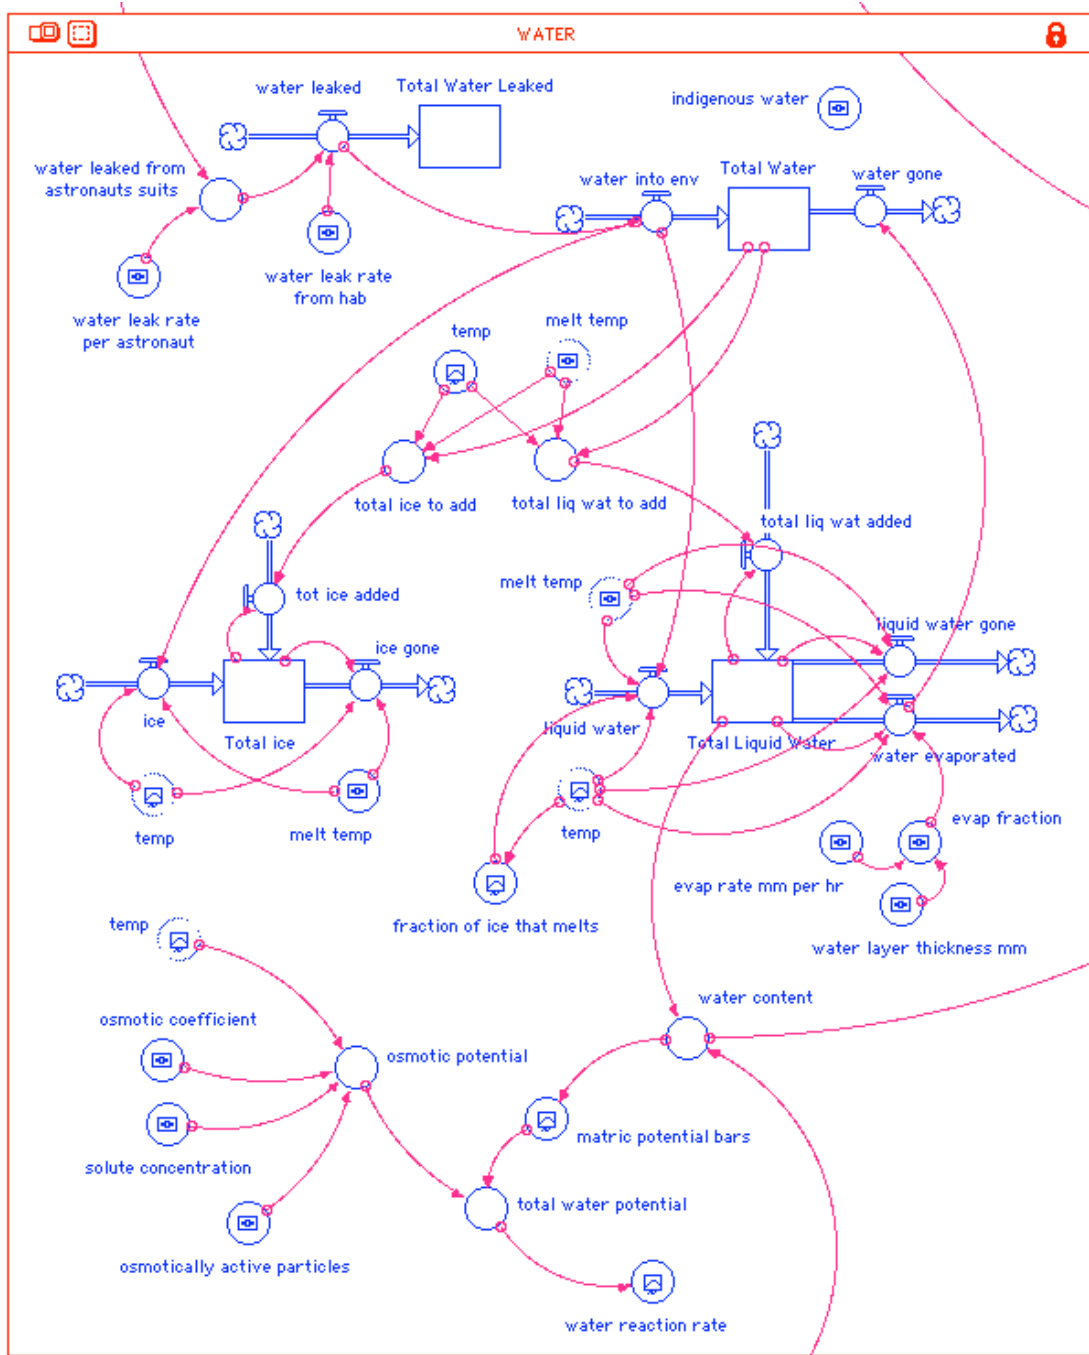 WATER
water leaked
Total Water Leaked
indigenous water
water leaked from
astronauts suits
water into env
Total Water
water gone
water leak rate
from hab
water leak rate
per astronaut
temp
melt temp
total ice to add
total liq wat to add
total liq wat added
melt temp
tot ice added
liquid water gone
ice gone
ice
Total ice
liquid water
Total Liquid Water
water evaporated
temp
melt temp
temp
evap fraction
evap rate mm per hr
fraction of ice that melts
water layer thickness mm
temp
water content
osmotic coefficient
osmotic potential
matric potential bars
solute concentration
total water potential
osmotically active particles
water reaction rate